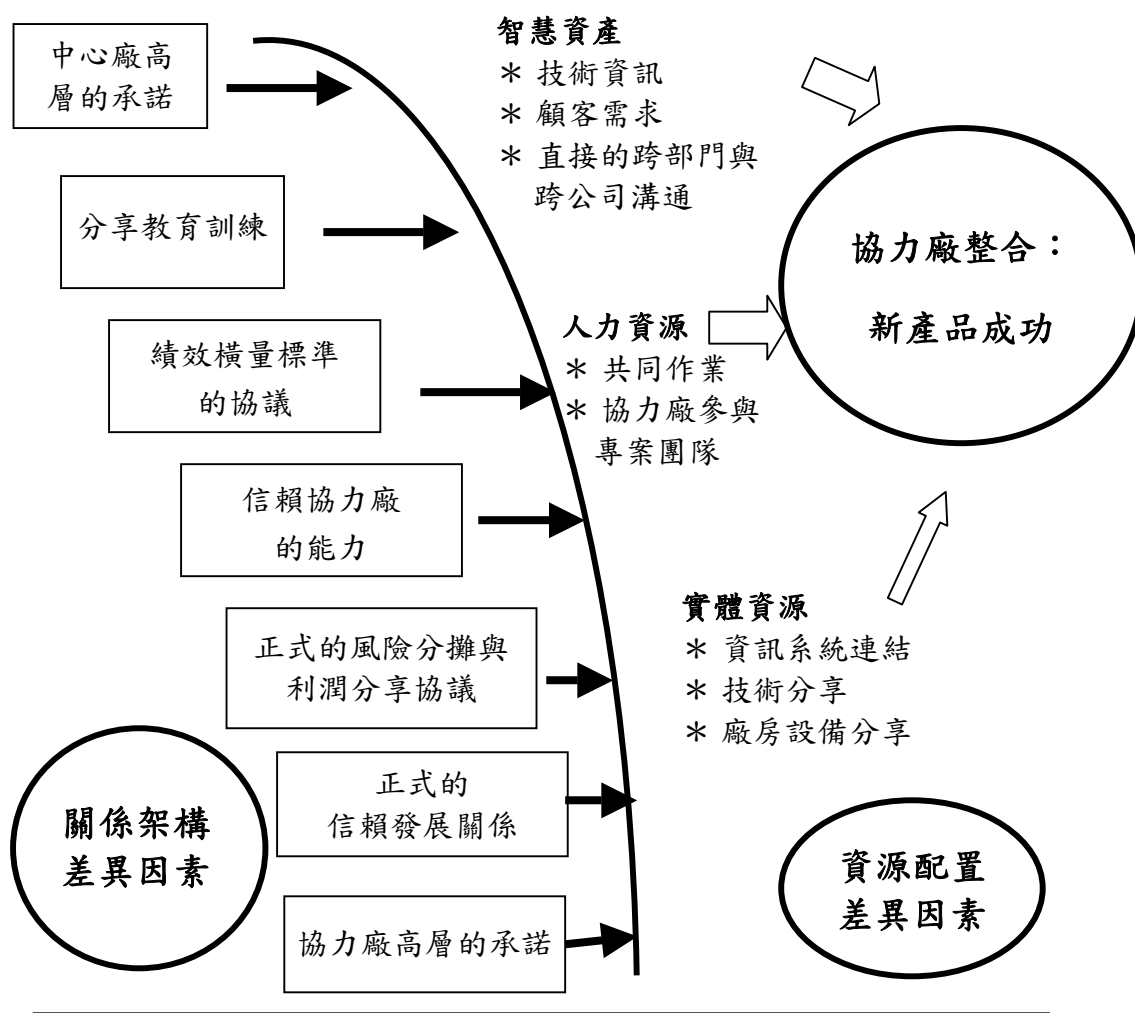 中心廠高
層的承諾
分享教育訓練
績效橫量標準
的協議
信賴協力廠
的能力
正式的風險分攤與
利潤分享協議
正式的
信賴發展關係
協力廠高層的承諾
關係架構
差異因素
智慧資產
＊ 技術資訊
＊ 顧客需求
＊ 直接的跨部門與
跨公司溝通
人力資源
＊ 共同作業
＊ 協力廠參與
專案團隊
實體資源
＊ 資訊系統連結
＊ 技術分享
＊ 廠房設備分享
協力廠整合：
新產品成功
資源配置
差異因素